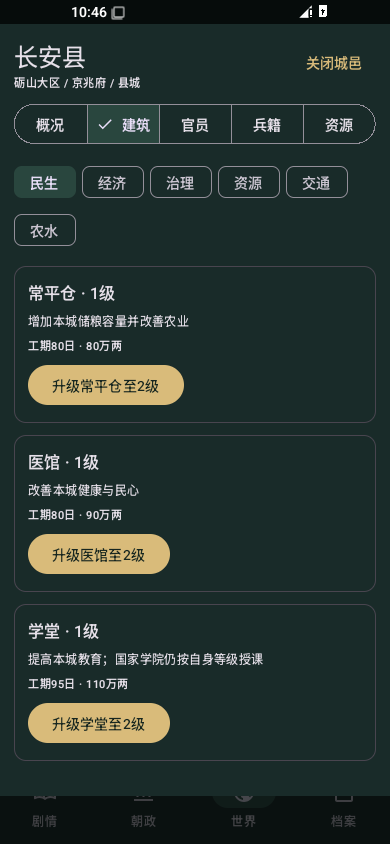 10:46
长安县
关闭城邑
砺山大区 / 京兆府 / 县城
概况
建筑
官员
兵籍
资源
民生
经济
治理
资源
交通
农水
常平仓 · 1级
增加本城储粮容量并改善农业
工期80日 · 80万两
升级常平仓至2级
医馆 · 1级
改善本城健康与民心
工期80日 · 90万两
升级医馆至2级
学堂 · 1级
提高本城教育；国家学院仍按自身等级授课
工期95日 · 110万两
升级学堂至2级
剧情
朝政
世界
档案